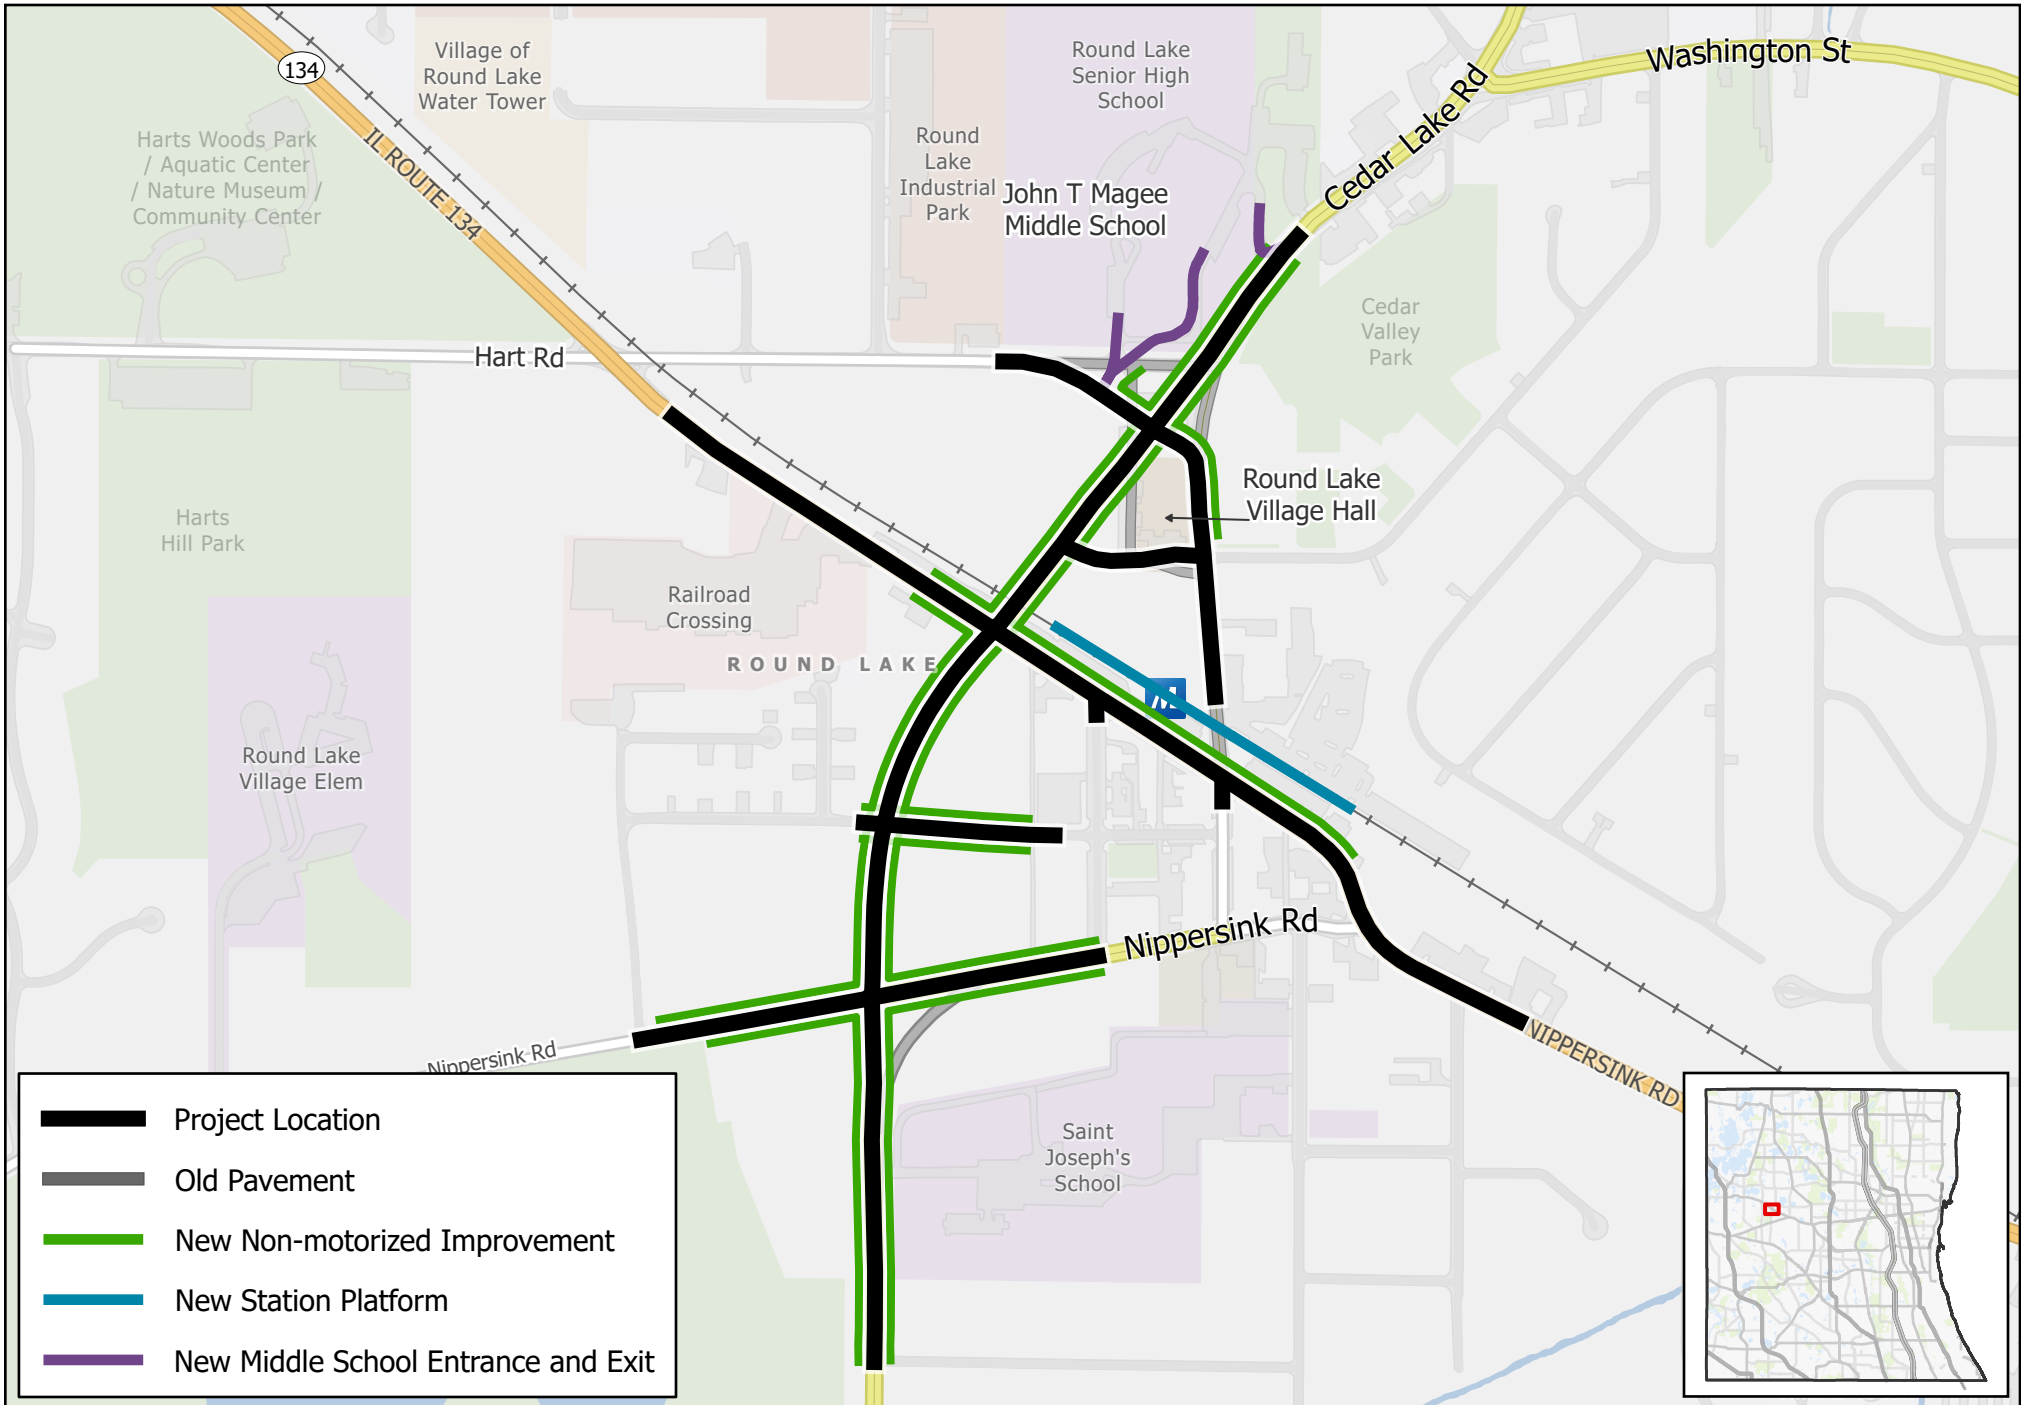 134
Village of
Round Lake
Water Tower
Round Lake
Senior High
School
Washington St
Cedar Lake Rd
Harts Woods Park
/ Aquatic Center
/ Nature Museum /
Community Center
IL ROUTE 134
Round
Lake
Industrial
Park
John T Magee
Middle School
Cedar
Valley
Park
Hart Rd
Round Lake
Village Hall
Harts
Hill Park
Railroad
Crossing
ROUND LAKE
M
Round Lake
Village Elem
Nippersink Rd
Nippersink Rd
NIPPERSINK RD
Saint
Joseph's
School
Project Location
Old Pavement
New Non-motorized Improvement
New Station Platform
New Middle School Entrance and Exit